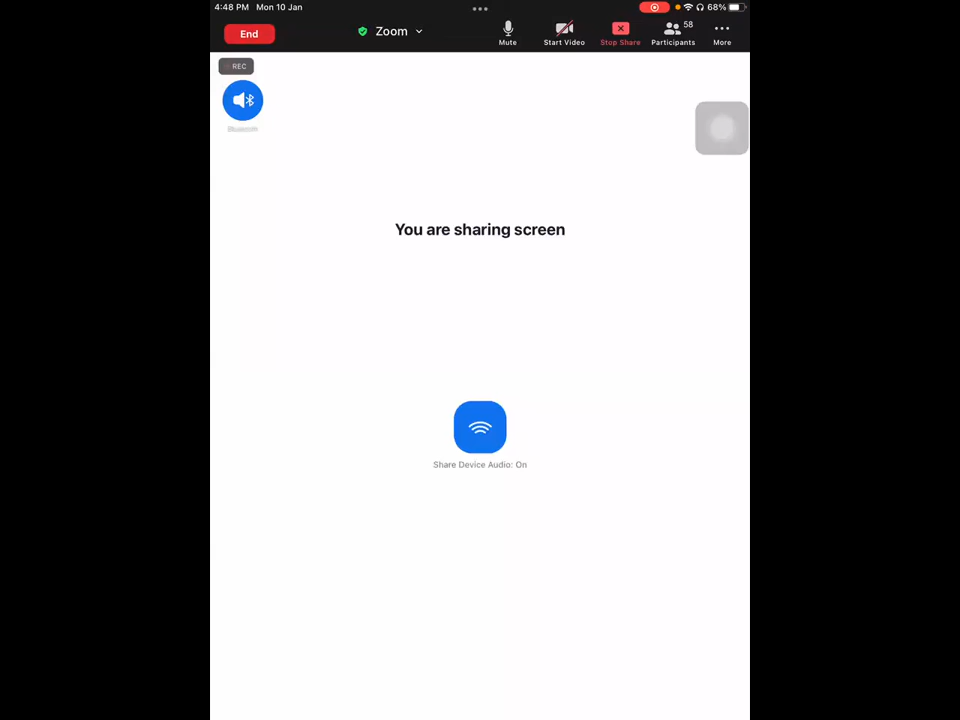 4:48 PM Mon 10 Jan
68%
End
Zoom
Mute
Start Video
Stop Share
58
Participants
More
REC
Bluetooth
You are sharing screen
Share Device Audio: On